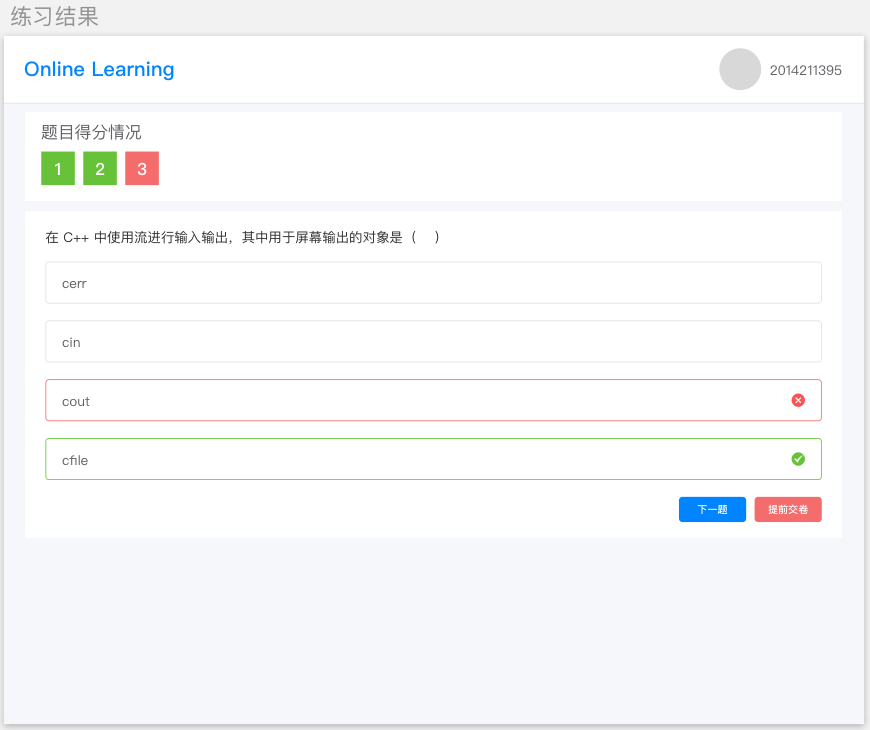 练习结果
Online Learning
2014211395
题目得分情况
1 2 3
在 C++ 中使用流进行输入输出，其中用于屏幕输出的对象是（ ）
cerr
cin
cout
cfile
下一题 提前交卷